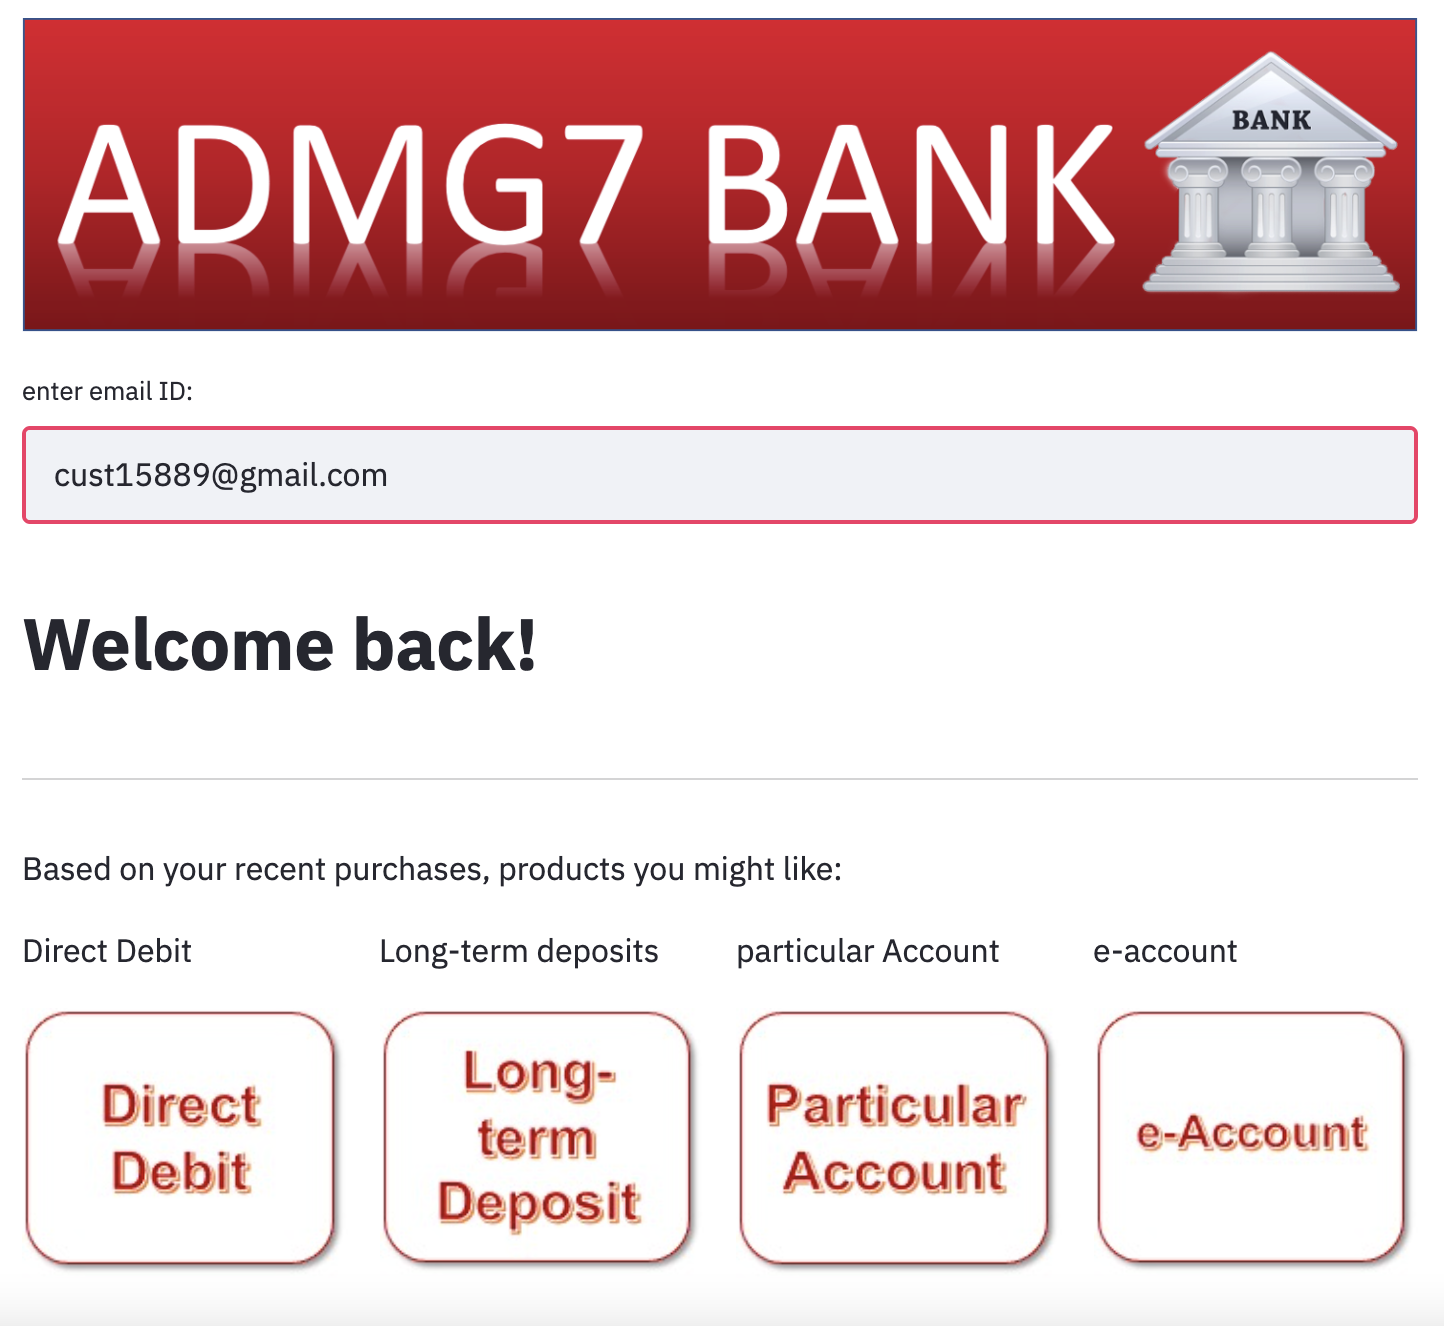 ADMG7 BANK
BANK
enter email ID:
cust15889@gmail.com
Welcome back!
Based on your recent purchases, products you might like:
Direct Debit
Long-term deposits
particular Account
e-account
Direct
Debit
Long-
term
Deposit
Particular
Account
e-Account